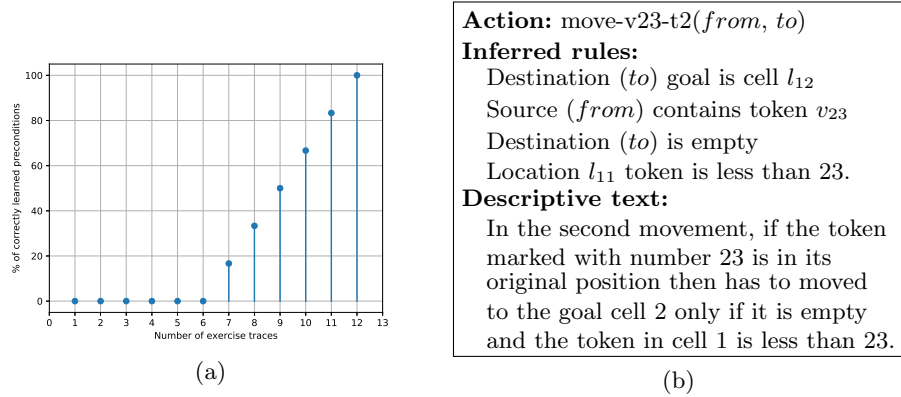 % of correctly learned preconditions
100
80
60
40
20
0
0 1 2 3 4 5 6 7 8 9 10 11 12 13
Number of exercise traces
(a)
Action: move-v23-t2(from, to)
Inferred rules:
Destination (to) goal is cell l12
Source (from) contains token v23
Destination (to) is empty
Location l11 token is less than 23.
Descriptive text:
In the second movement, if the token
marked with number 23 is in its
original position then has to moved
to the goal cell 2 only if it is empty
and the token in cell 1 is less than 23.
(b)